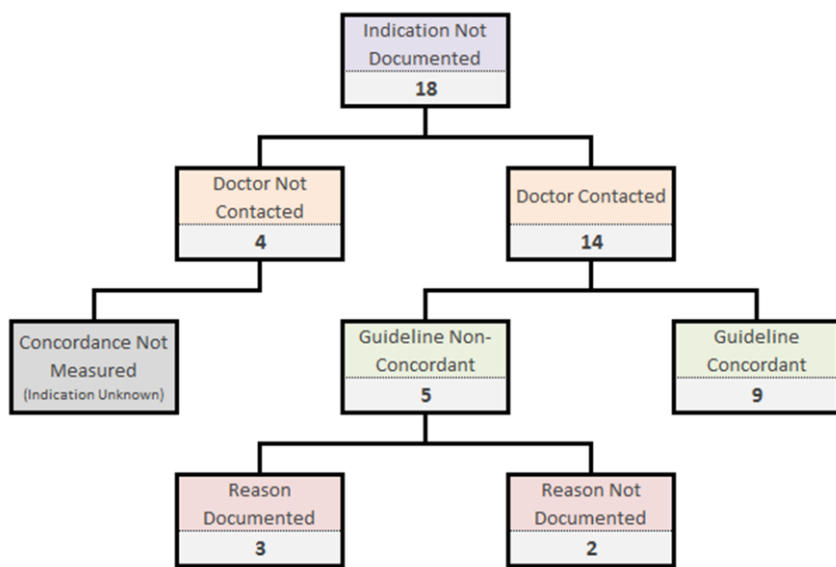 Indication Not
Documented
18
Doctor Not
Contacted
4
Doctor Contacted
14
Concordance Not
Measured
(Indication Unknown)
Guideline Non-
Concordant
5
Guideline
Concordant
9
Reason
Documented
3
Reason Not
Documented
2